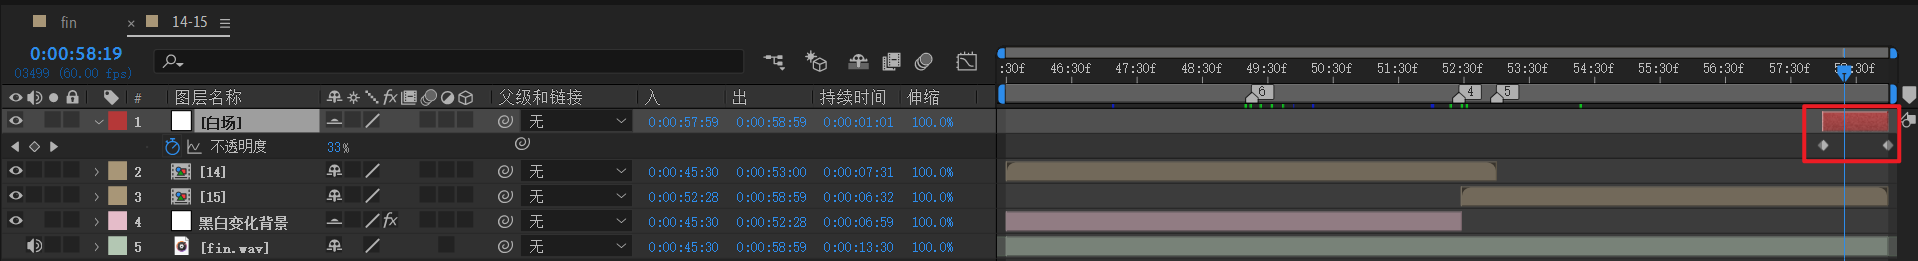 fin × 14-15
0:00:58:19
03499 (60.00 fps)
:30f 46:30f 47:30f 48:30f 49:30f 50:30f 51:30f 52:30f 53:30f 54:30f 55:30f 56:30f 57:30f 58:30f
# 图层名称 fx 父级和链接 入 出 持续时间 伸缩 6 4 5
1 [白场] 无 0:00:57:59 0:00:58:59 0:00:01:01 100.0%
不透明度 33%
2 [14] 无 0:00:45:30 0:00:53:00 0:00:07:31 100.0%
3 [15] 无 0:00:52:28 0:00:58:59 0:00:06:32 100.0%
4 黑白变化背景 fx 无 0:00:45:30 0:00:52:28 0:00:06:59 100.0%
5 [fin.wav] 无 0:00:45:30 0:00:58:59 0:00:13:30 100.0%